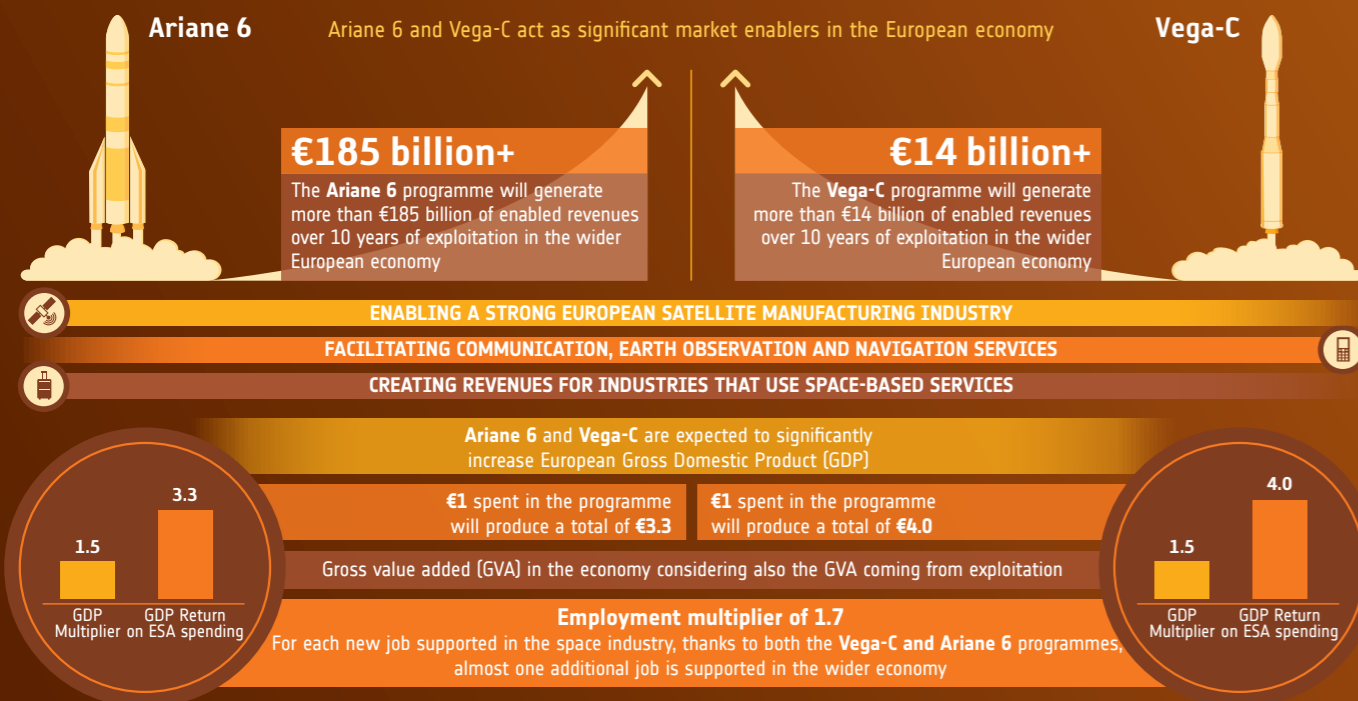 Ariane 6
Ariane 6 and Vega-C act as significant market enablers in the European economy
Vega-C
€185 billion+
The Ariane 6 programme will generate
more than €185 billion of enabled revenues
over 10 years of exploitation in the wider
European economy
€14 billion+
The Vega-C programme will generate
more than €14 billion of enabled revenues
over 10 years of exploitation in the wider
European economy
ENABLING A STRONG EUROPEAN SATELLITE MANUFACTURING INDUSTRY
FACILITATING COMMUNICATION, EARTH OBSERVATION AND NAVIGATION SERVICES
CREATING REVENUES FOR INDUSTRIES THAT USE SPACE-BASED SERVICES
Ariane 6 and Vega-C are expected to significantly
increase European Gross Domestic Product (GDP)
1.5
3.3
GDP GDP Return
Multiplier on ESA spending
€1 spent in the programme
will produce a total of €3.3
€1 spent in the programme
will produce a total of €4.0
1.5
4.0
GDP GDP Return
Multiplier on ESA spending
Gross value added (GVA) in the economy considering also the GVA coming from exploitation
Employment multiplier of 1.7
For each new job supported in the space industry, thanks to both the Vega-C and Ariane 6 programmes,
almost one additional job is supported in the wider economy